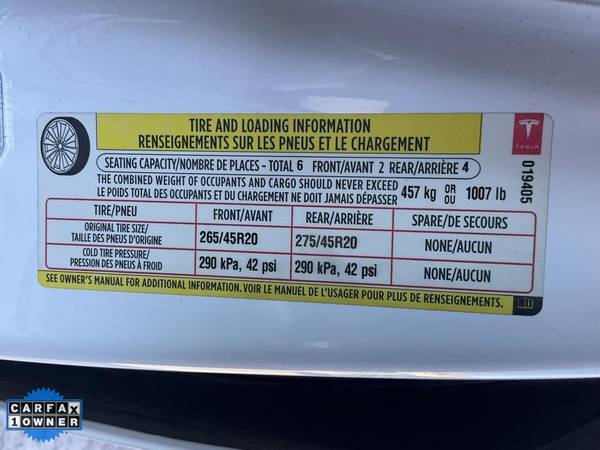 TIRE AND LOADING INFORMATION
RENSEIGNEMENTS SUR LES PNEUS ET LE CHARGEMENT
TESLA
019405
SEATING CAPACITY/NOMBRE DE PLACES - TOTAL 6 FRONT/AVANT 2 REAR/ARRIÈRE 4
THE COMBINED WEIGHT OF OCCUPANTS AND CARGO SHOULD NEVER EXCEED
LE POIDS TOTAL DES OCCUPANTS ET DU CHARGEMENT NE DOIT JAMAIS DÉPASSER
457 kg OR OU 1007 lb
TIRE/PNEU FRONT/AVANT REAR/ARRIÈRE SPARE/DE SECOURS
ORIGINAL TIRE SIZE/
TAILLE DES PNEUS D'ORIGINE
265/45R20 275/45R20 NONE/AUCUN
COLD TIRE PRESSURE/
PRESSION DES PNEUS À FROID
290 kPa, 42 psi 290 kPa, 42 psi NONE/AUCUN
SEE OWNER'S MANUAL FOR ADDITIONAL INFORMATION. VOIR LE MANUEL DE L'USAGER POUR PLUS DE RENSEIGNEMENTS.
CARFAX
1 OWNER